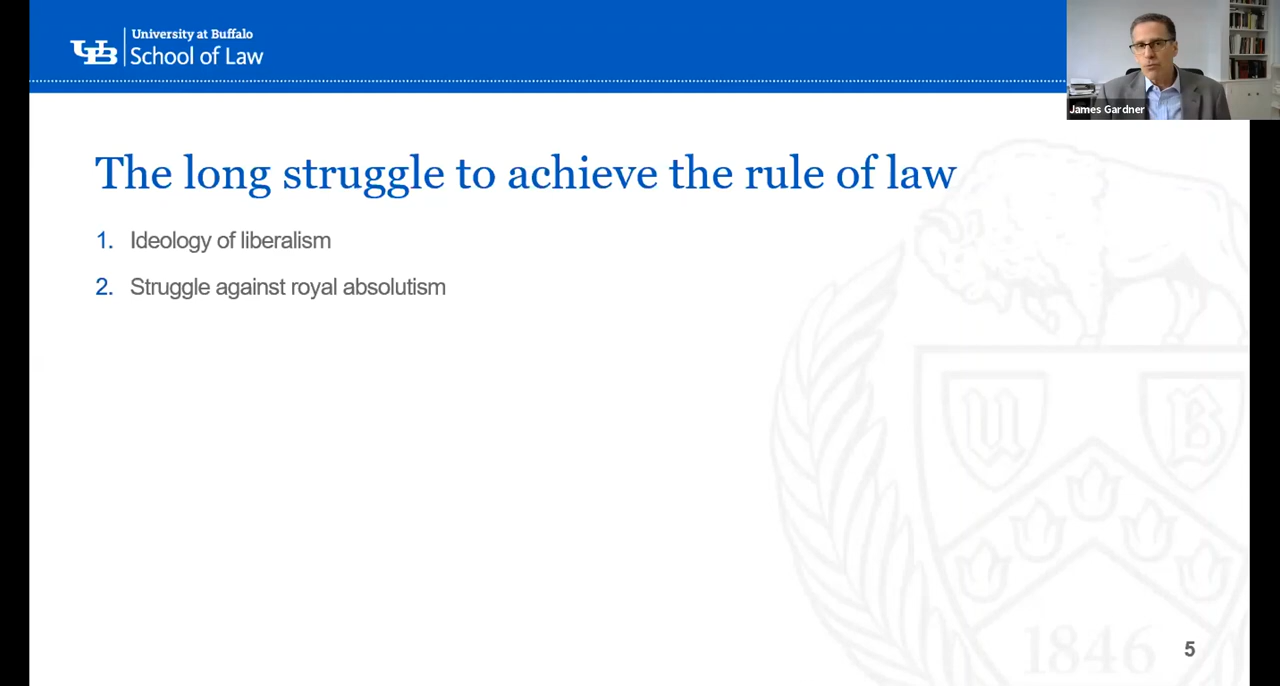 University at Buffalo
UB School of Law
James Gardner
The long struggle to achieve the rule of law
1. Ideology of liberalism
2. Struggle against royal absolutism
U B
1846
5